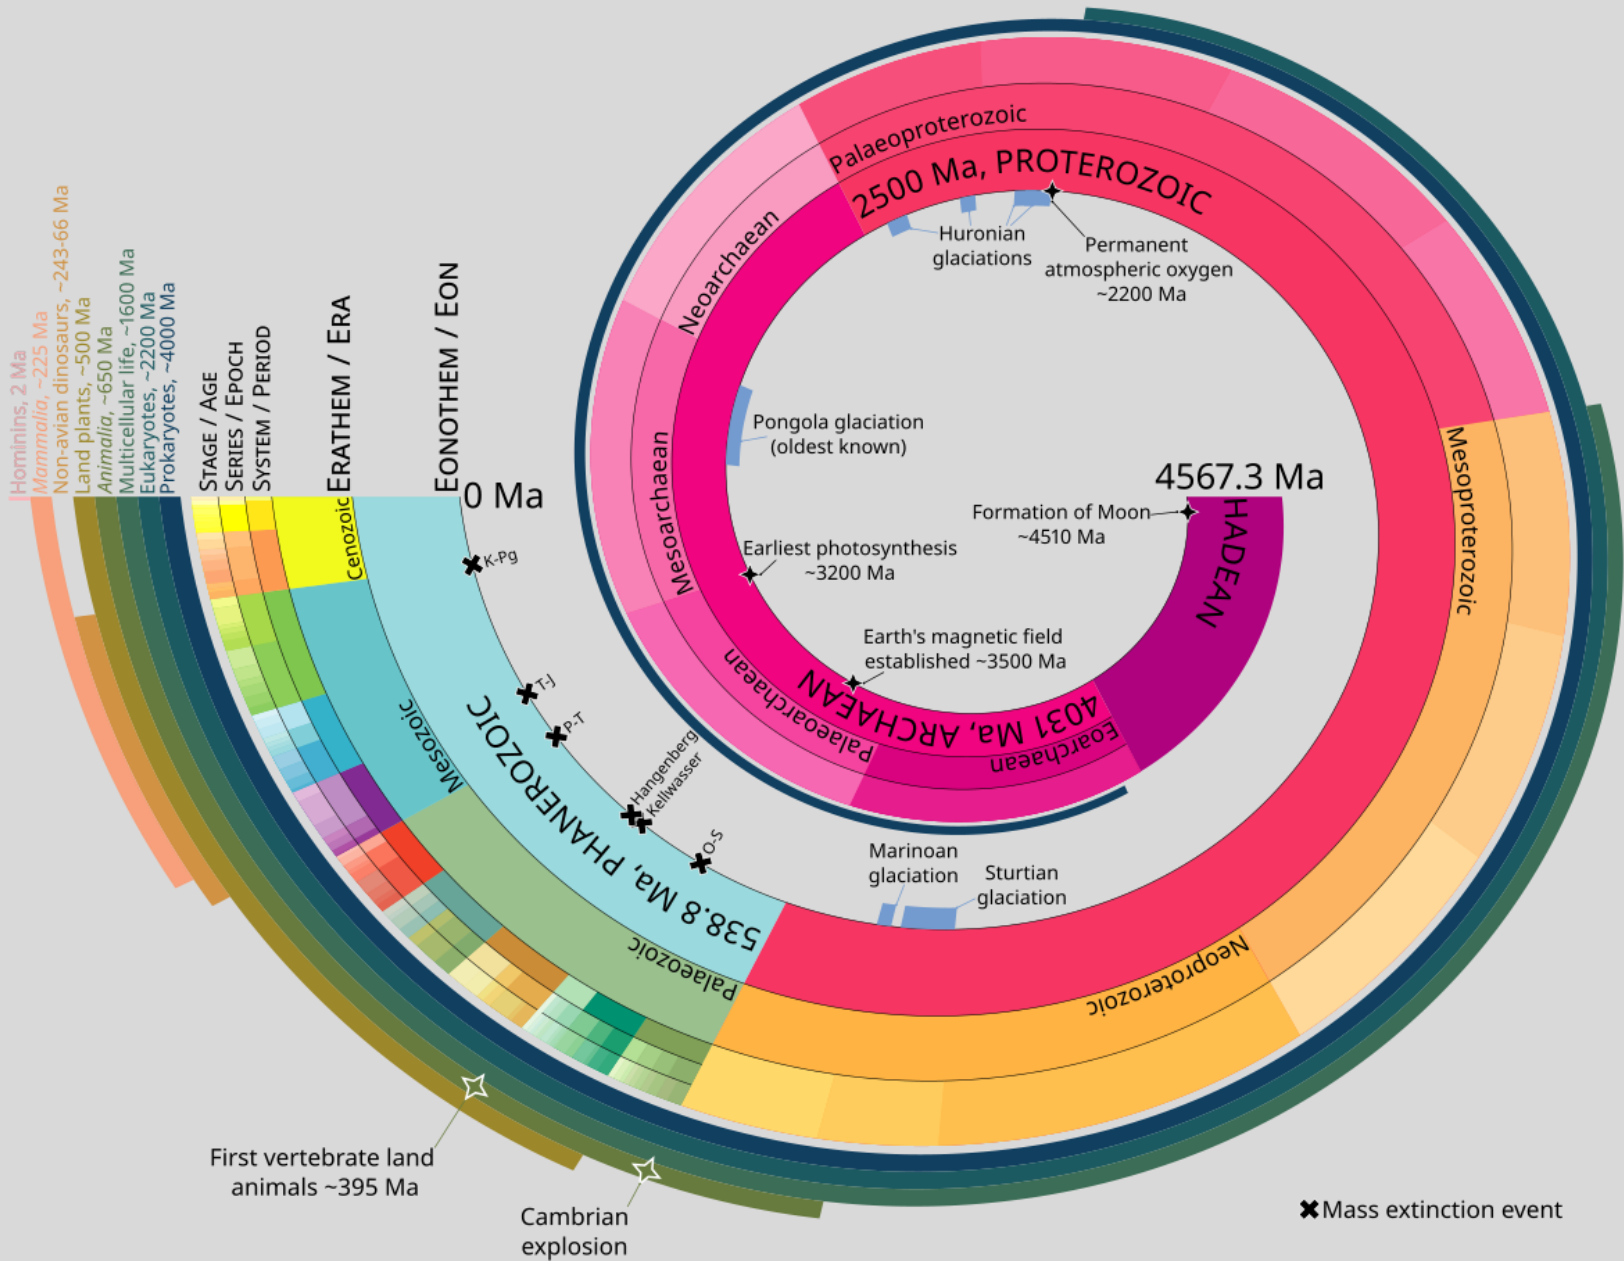 Hominins, 2 Ma
Mammalia, ~225 Ma
Non-avian dinosaurs, ~243-66 Ma
Land plants, ~500 Ma
Animalia, ~650 Ma
Multicellular life, ~1600 Ma
Eukaryotes, ~2200 Ma
Prokaryotes, ~4000 Ma
STAGE / AGE
SERIES / EPOCH
SYSTEM / PERIOD
ERATHEM / ERA
EONOTHEM / EON
0 Ma
Cenozoic
Mesozoic
Palaeozoic
538.8 Ma, PHANEROZOIC
K-Pg
T-J
P-T
Hangenberg
Kellwasser
O-S
Palaeoproterozoic
2500 Ma, PROTEROZOIC
Huronian
glaciations
Permanent
atmospheric oxygen
~2200 Ma
Neoarchaean
Mesoarchaean
Pongola glaciation
(oldest known)
4567.3 Ma
HADEAN
Formation of Moon
~4510 Ma
Earliest photosynthesis
~3200 Ma
Earth's magnetic field
established ~3500 Ma
4031 Ma, ARCHAEAN
Palaeoarchaean
Eoarchaean
Mesoproterozoic
Neoproterozoic
Marinoan
glaciation
Sturtian
glaciation
First vertebrate land
animals ~395 Ma
Cambrian
explosion
Mass extinction event